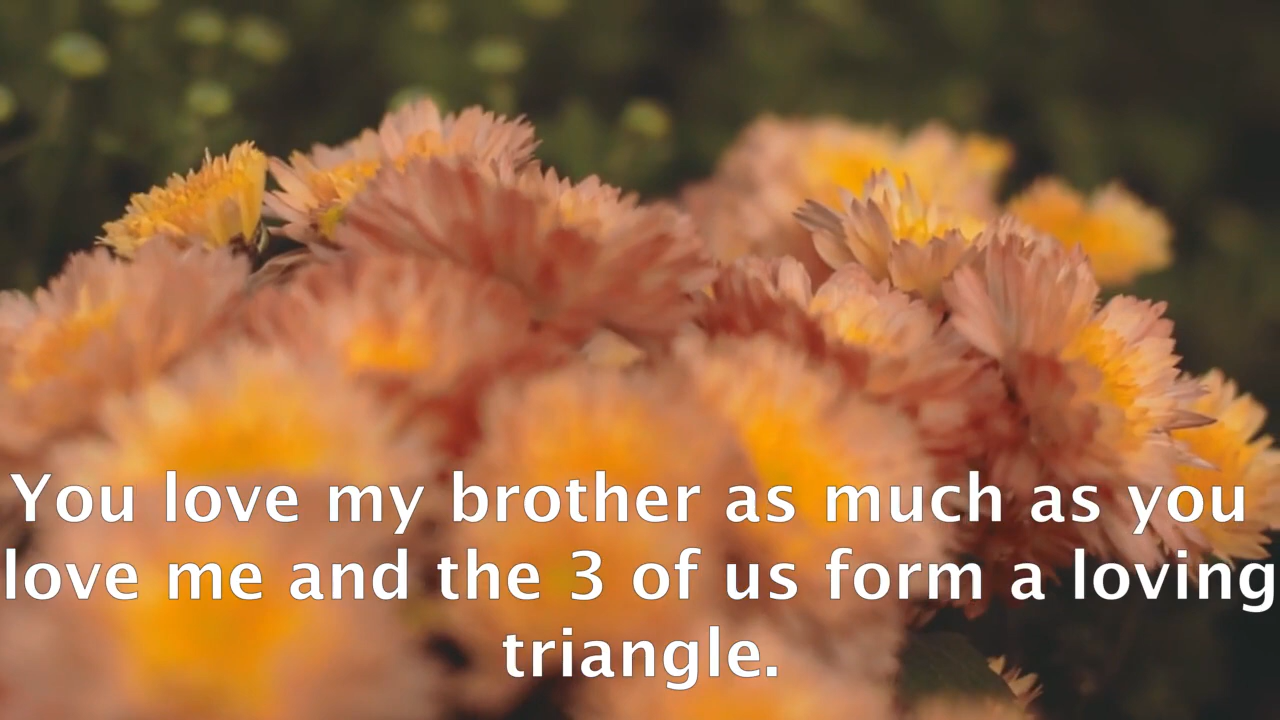 You love my brother as much as you
love me and the 3 of us form a loving
triangle.